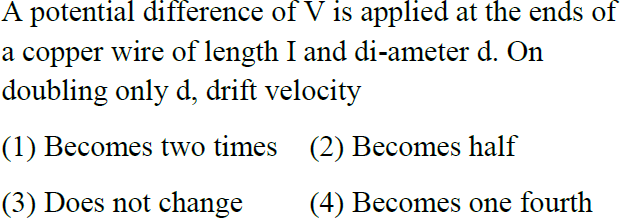 A potential difference of V is applied at the ends of
a copper wire of length I and di-ameter d. On
doubling only d, drift velocity
(1) Becomes two times (2) Becomes half
(3) Does not change (4) Becomes one fourth